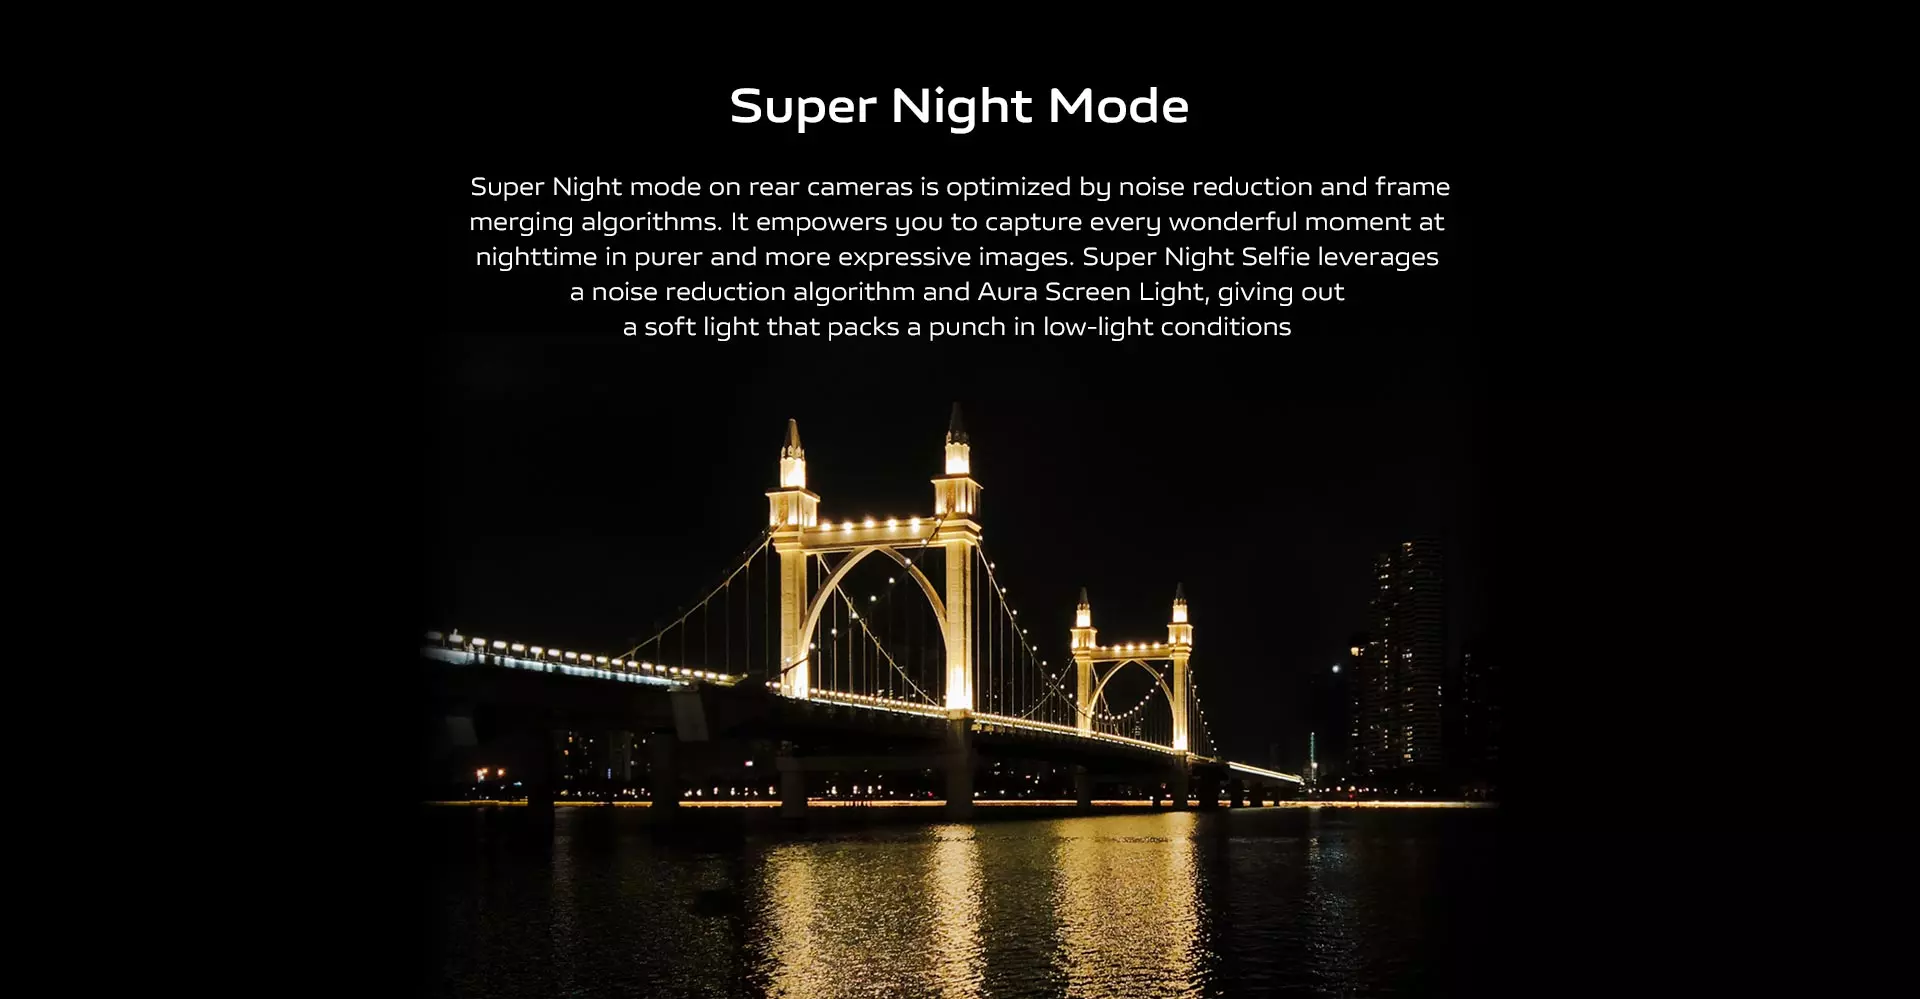 Super Night Mode
Super Night mode on rear cameras is optimized by noise reduction and frame
merging algorithms. It empowers you to capture every wonderful moment at
nighttime in purer and more expressive images. Super Night Selfie leverages
a noise reduction algorithm and Aura Screen Light, giving out
a soft light that packs a punch in low-light conditions